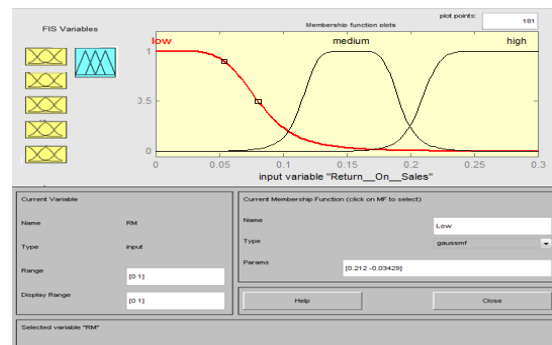 FIS Variables
Membership function plots
plot points:
181
low
medium
high
1
0.5
0
0
0.05
0.1
0.15
0.2
0.25
0.3
input variable "Return__On__Sales"
Current Variable
Name
RM
Type
input
Range
[0 1]
Display Range
[0 1]
Current Membership Function (click on MF to select)
Name
Low
Type
gaussmf
Params
[0.212 -0.03429]
Help
Close
Selected variable "RM"